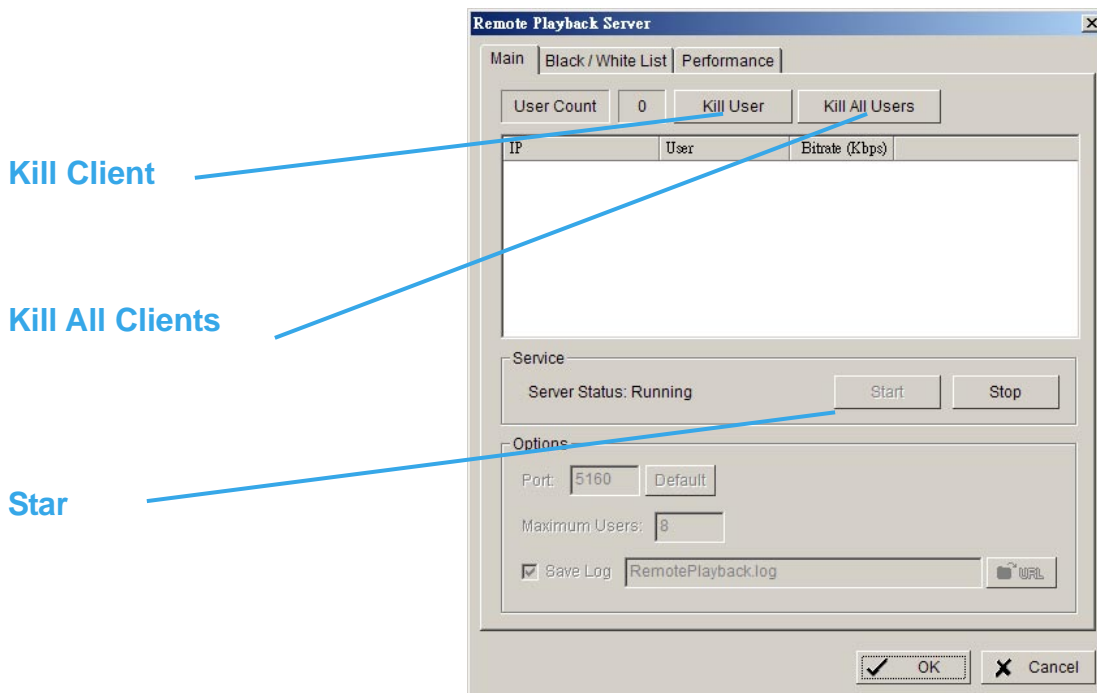 Remote Playback Server
Main Black / White List Performance
User Count 0 Kill User Kill All Users
IP User Bitrate (Kbps)
Kill Client
Kill All Clients
Service
Server Status: Running Start Stop
Options
Port: 5160 Default
Star
Maximum Users: 8
Save Log RemotePlayback.log URL
OK Cancel